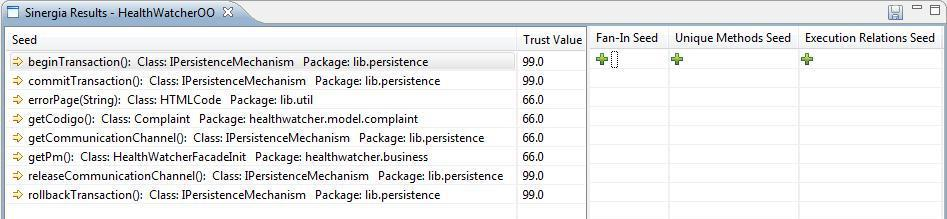 Sinergia Results - HealthWatcherOO
Seed Trust Value Fan-In Seed Unique Methods Seed Execution Relations Seed
beginTransaction(): Class: IPersistenceMechanism Package: lib.persistence 99.0
commitTransaction(): Class: IPersistenceMechanism Package: lib.persistence 99.0
errorPage(String): Class: HTMLCode Package: lib.util 66.0
getCodigo(): Class: Complaint Package: healthwatcher.model.complaint 66.0
getCommunicationChannel(): Class: IPersistenceMechanism Package: lib.persistence 66.0
getPm(): Class: HealthWatcherFacadeInit Package: healthwatcher.business 66.0
releaseCommunicationChannel(): Class: IPersistenceMechanism Package: lib.persistence 99.0
rollbackTransaction(): Class: IPersistenceMechanism Package: lib.persistence 99.0